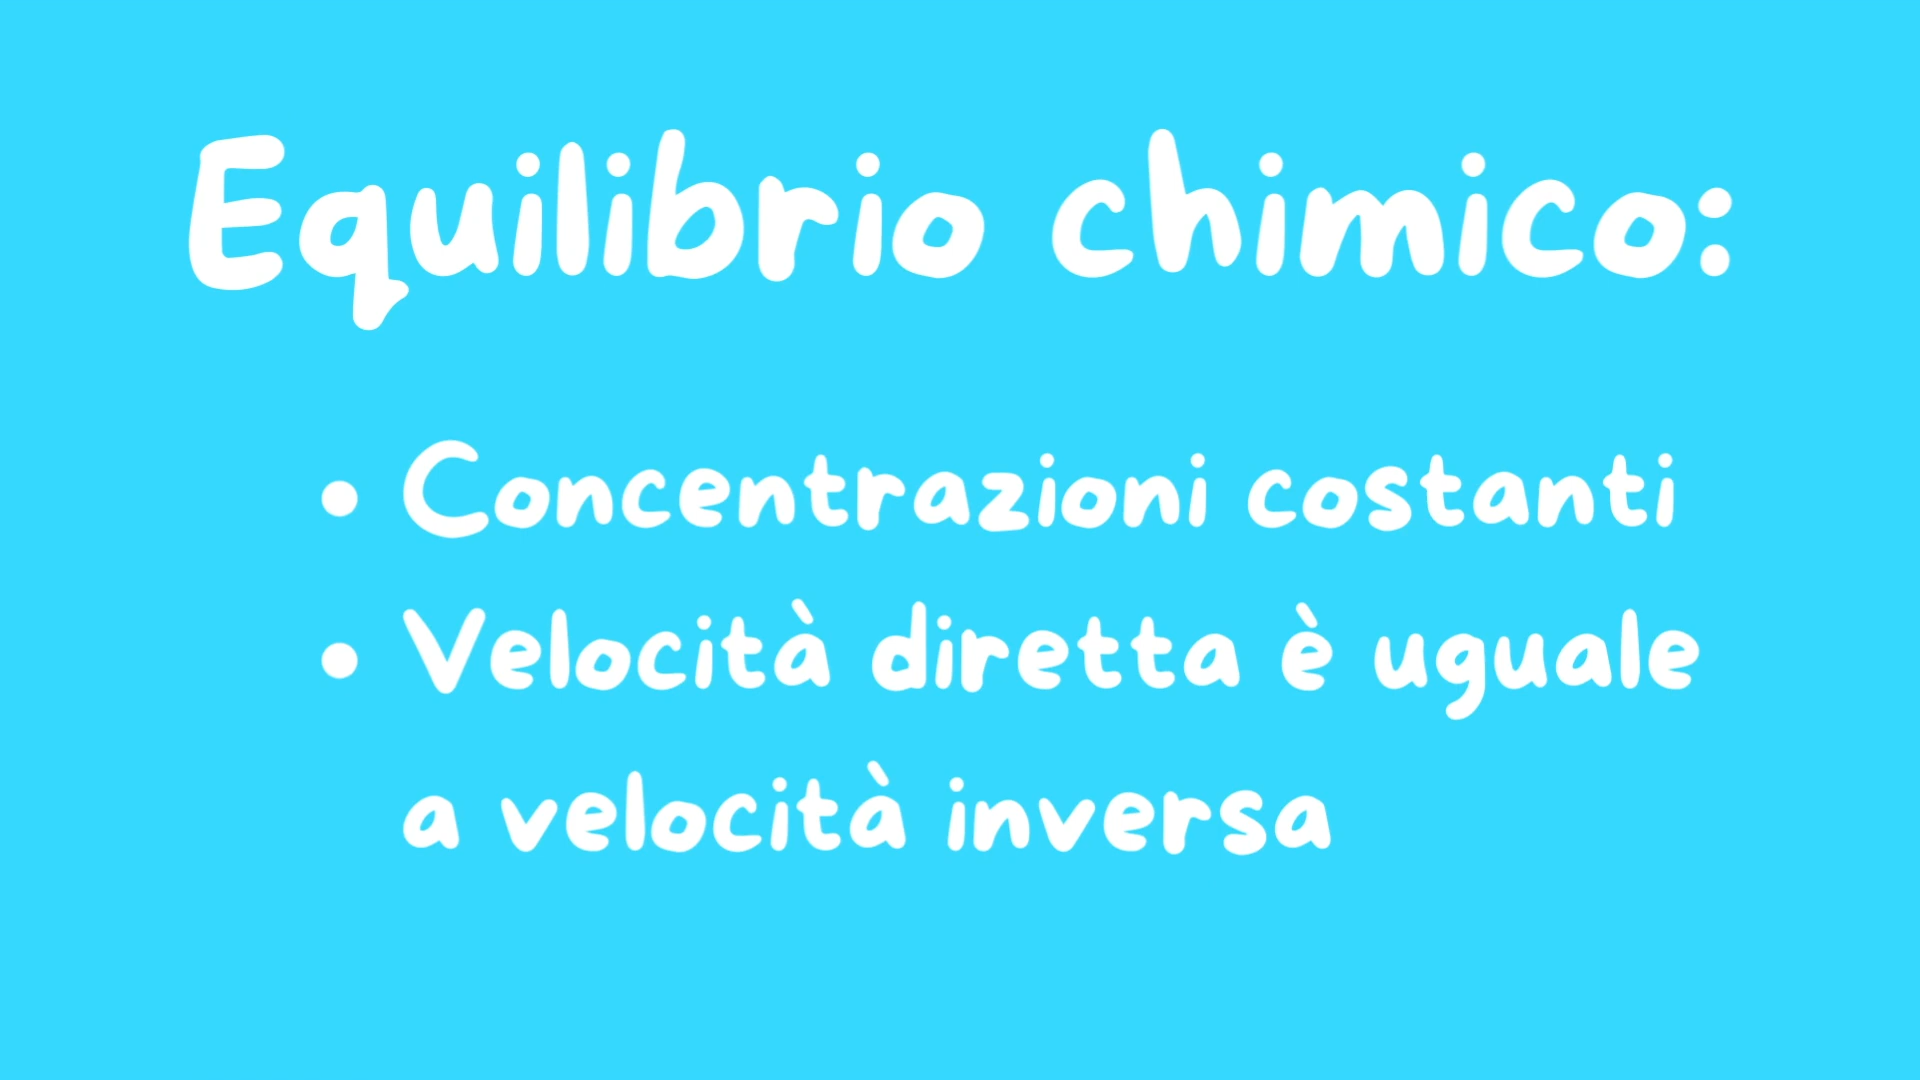 Equilibrio chimico:
• Concentrazioni costanti
• Velocità diretta è uguale
a velocità inversa